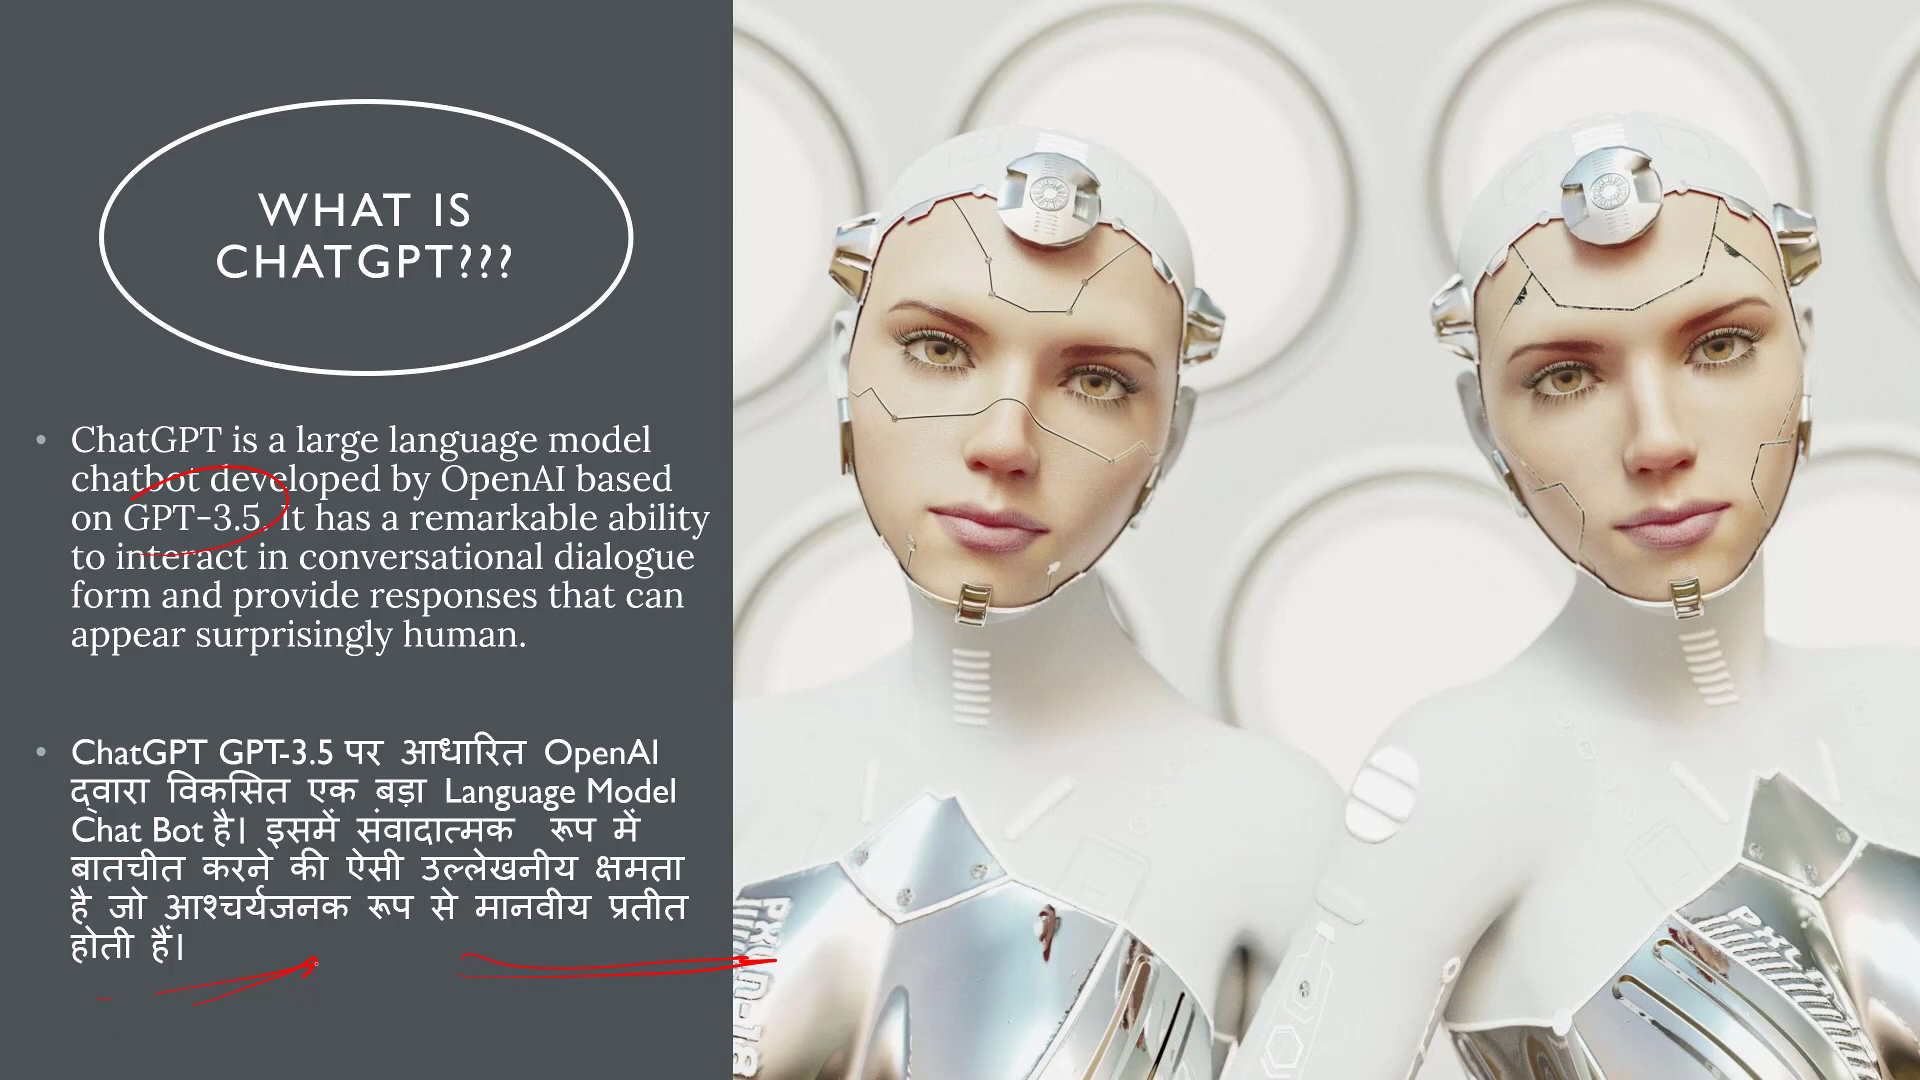 WHAT IS
CHATGPT???
ChatGPT is a large language model
chatbot developed by OpenAI based
on GPT-3.5. It has a remarkable ability
to interact in conversational dialogue
form and provide responses that can
appear surprisingly human.
ChatGPT GPT-3.5 पर आधारित OpenAI
द्वारा विकसित एक बड़ा Language Model
Chat Bot है। इसमें संवादात्मक रूप में
बातचीत करने की ऐसी उल्लेखनीय क्षमता
है जो आश्चर्यजनक रूप से मानवीय प्रतीत
होती हैं।